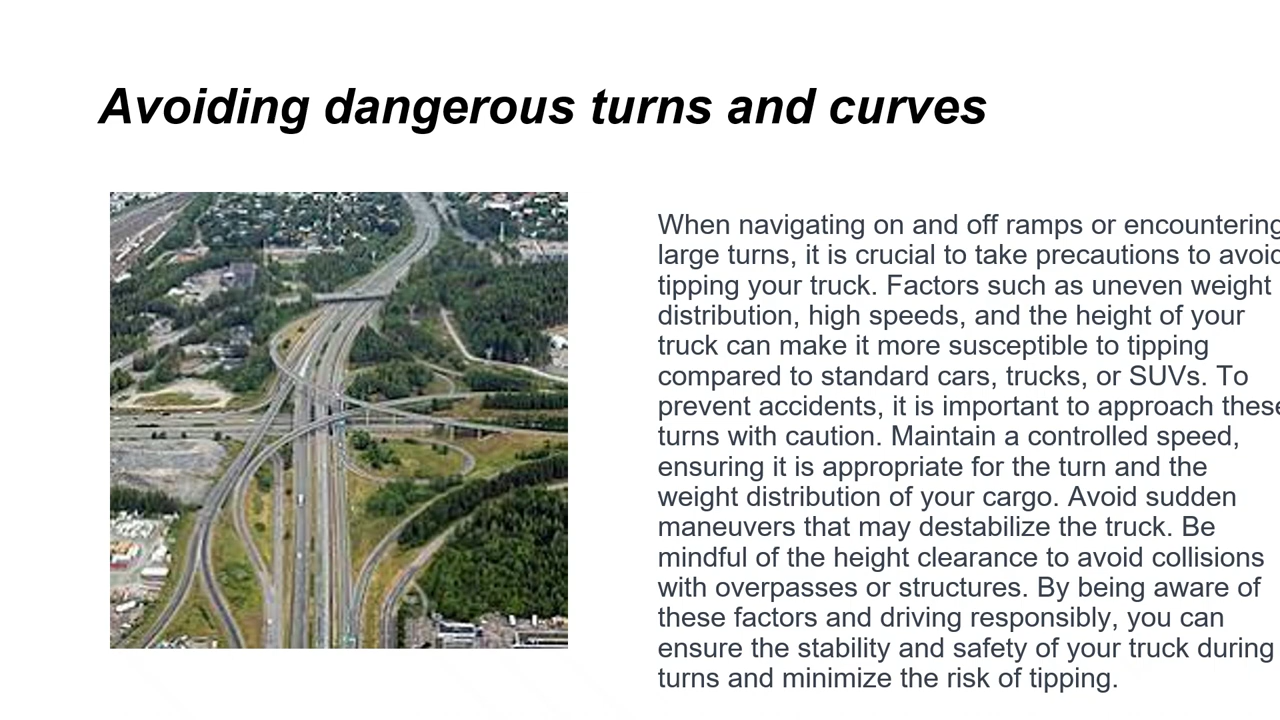 Avoiding dangerous turns and curves
When navigating on and off ramps or encountering
large turns, it is crucial to take precautions to avoid
tipping your truck. Factors such as uneven weight
distribution, high speeds, and the height of your
truck can make it more susceptible to tipping
compared to standard cars, trucks, or SUVs. To
prevent accidents, it is important to approach these
turns with caution. Maintain a controlled speed,
ensuring it is appropriate for the turn and the
weight distribution of your cargo. Avoid sudden
maneuvers that may destabilize the truck. Be
mindful of the height clearance to avoid collisions
with overpasses or structures. By being aware of
these factors and driving responsibly, you can
ensure the stability and safety of your truck during
turns and minimize the risk of tipping.